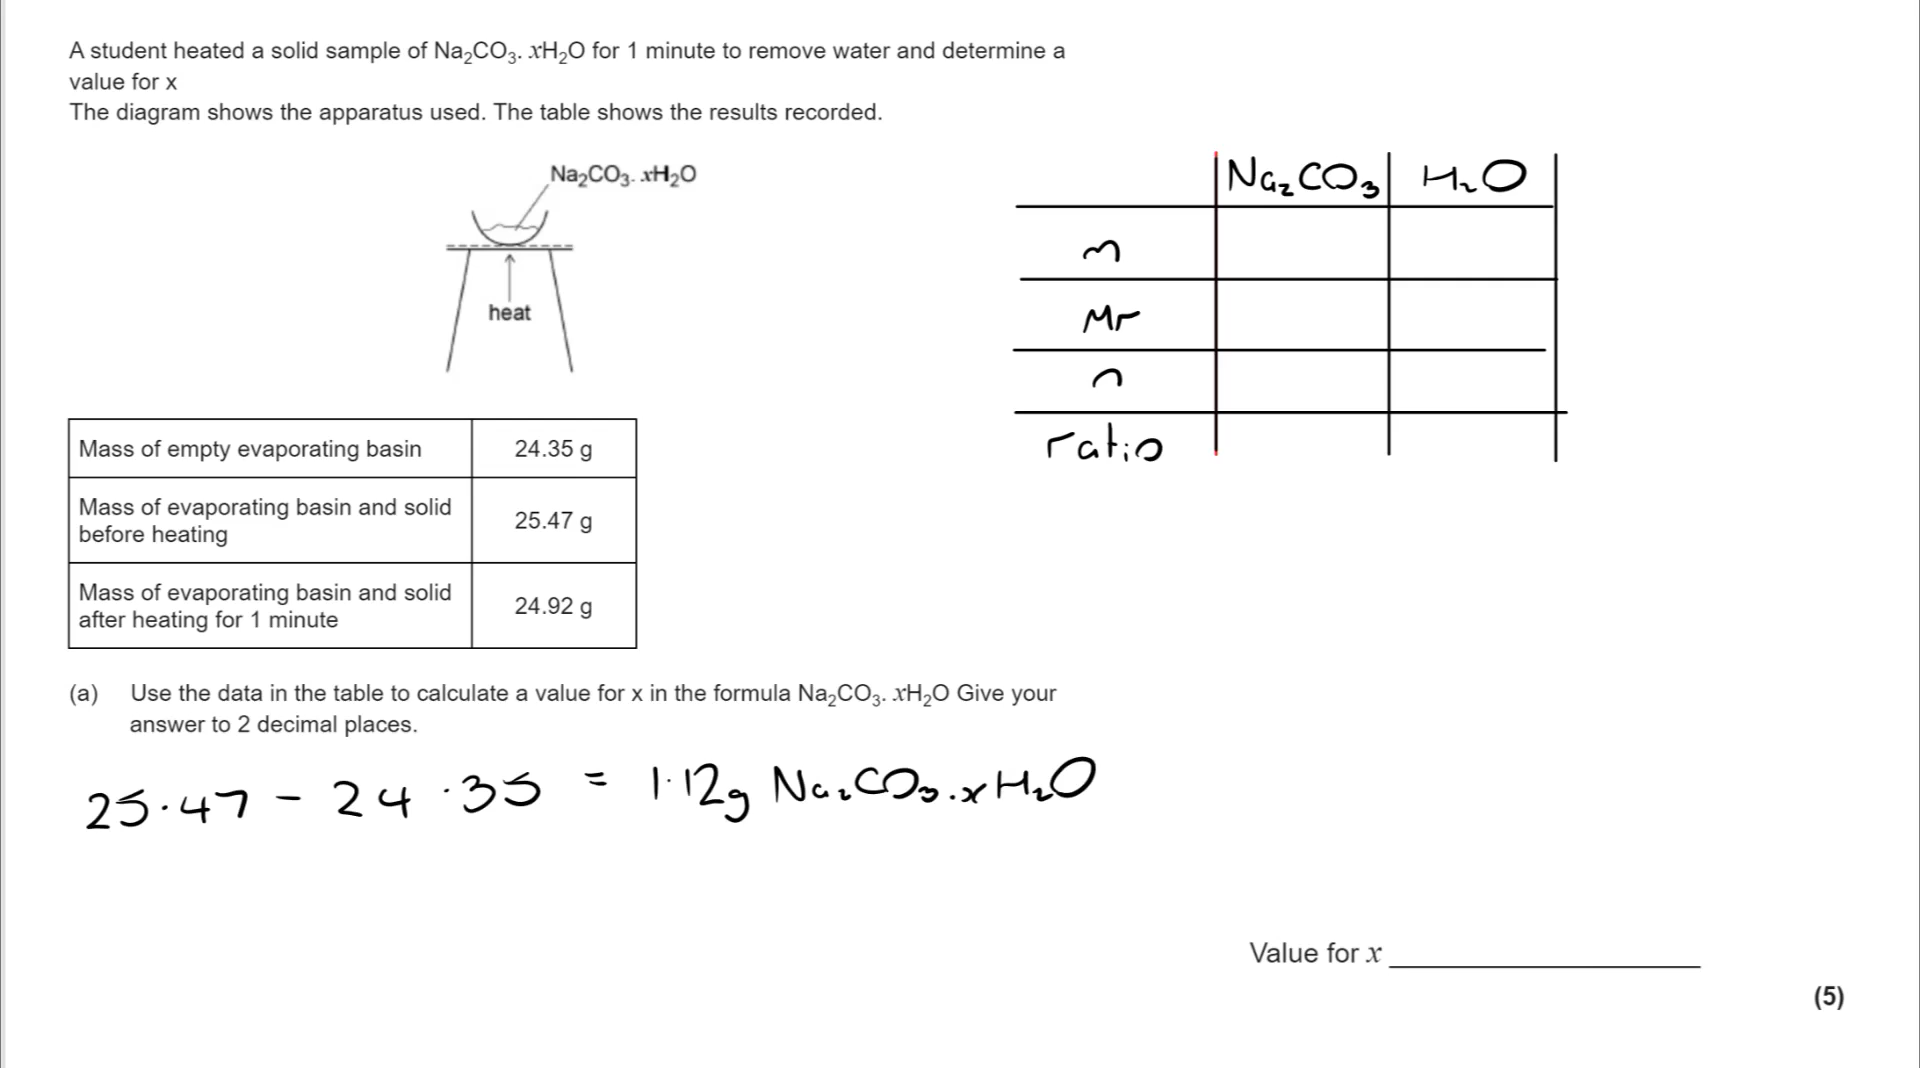 A student heated a solid sample of Na₂CO₃. xH₂O for 1 minute to remove water and determine a
value for x
The diagram shows the apparatus used. The table shows the results recorded.
Na₂CO₃. xH₂O
heat
Na₂CO₃ H₂O
m
Mr
n
ratio
Mass of empty evaporating basin 24.35 g
Mass of evaporating basin and solid
before heating 25.47 g
Mass of evaporating basin and solid
after heating for 1 minute 24.92 g
(a) Use the data in the table to calculate a value for x in the formula Na₂CO₃. xH₂O Give your
answer to 2 decimal places.
25.47 - 24.35 = 1.12g Na₂CO₃.xH₂O
Value for x
(5)